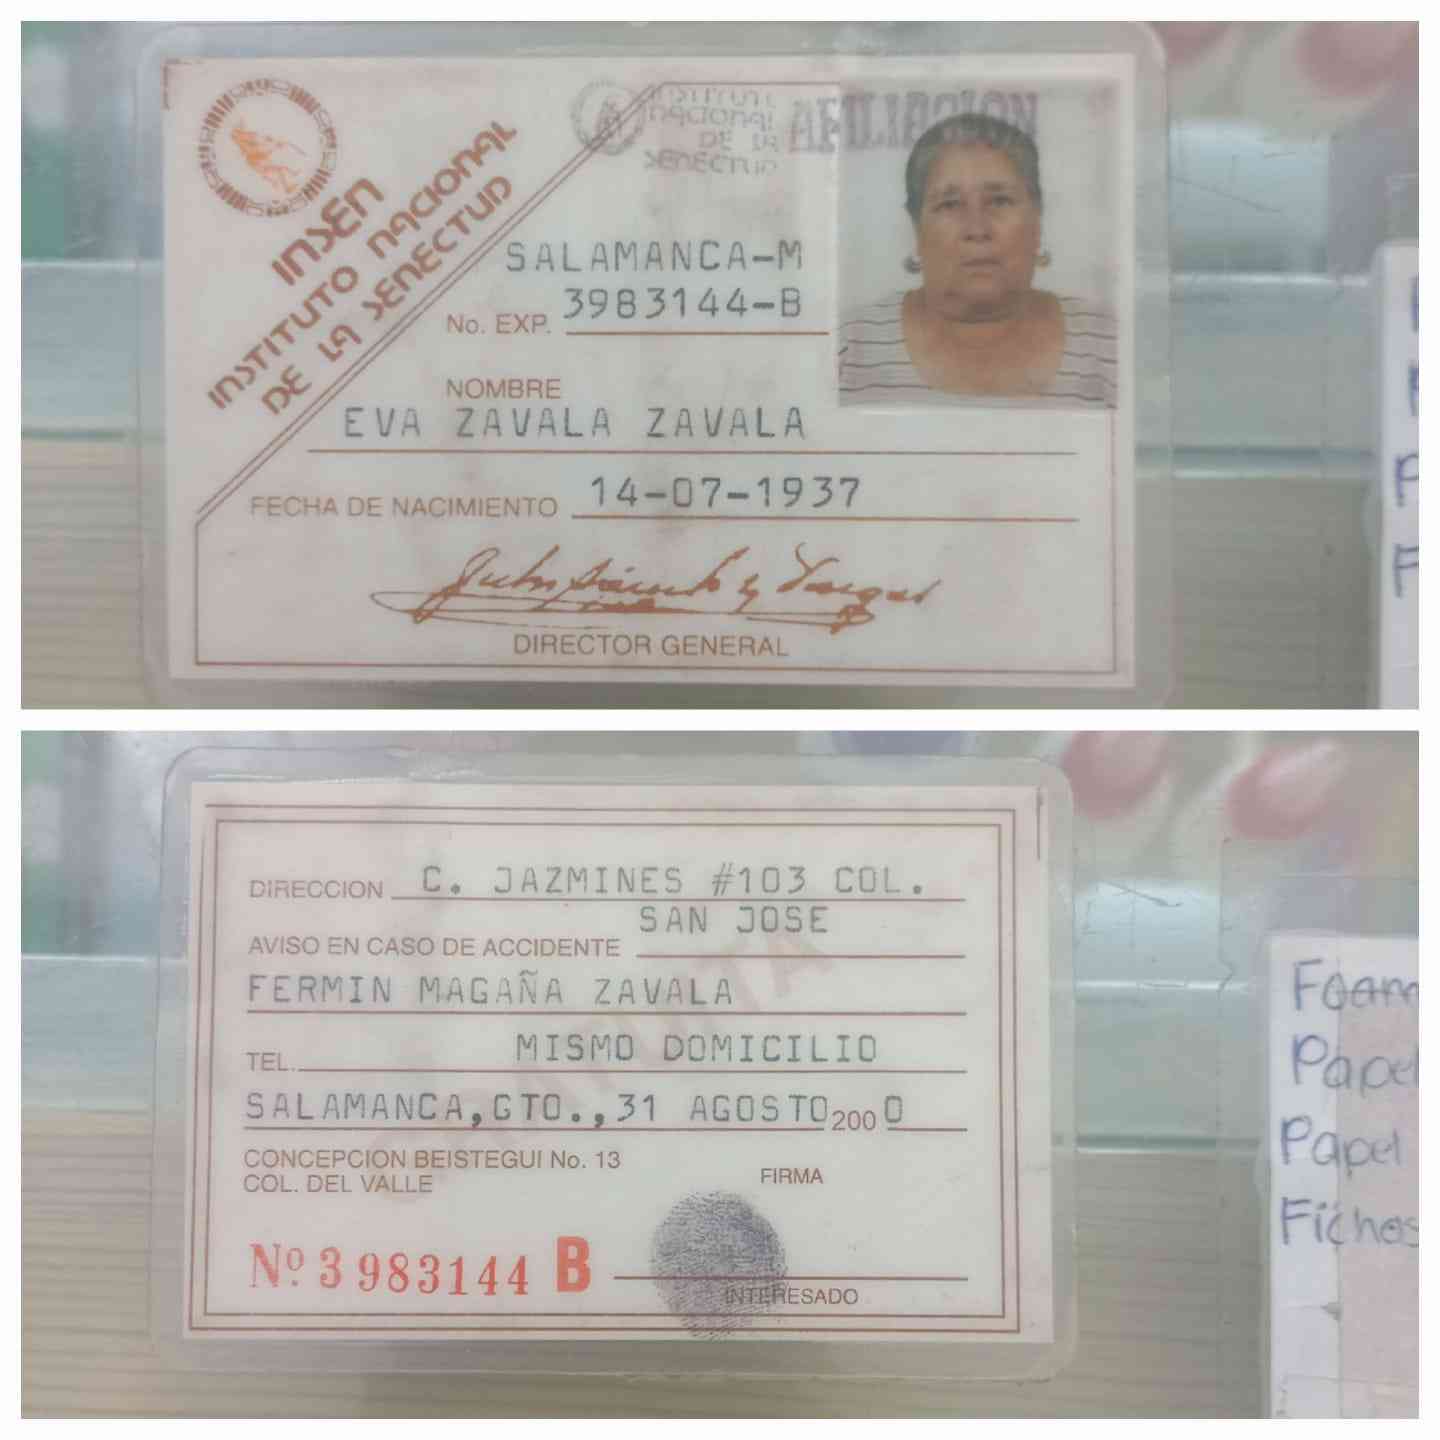 INSEN
INSTITUTO NACIONAL
DE LA SENECTUD
INSTITUTO
NACIONAL
DE LA
SENECTUD
AFILIACION
SALAMANCA-M
No. EXP. 3983144-B
NOMBRE
EVA ZAVALA ZAVALA
FECHA DE NACIMIENTO 14-07-1937
DIRECTOR GENERAL
DIRECCION C. JAZMINES #103 COL.
SAN JOSE
AVISO EN CASO DE ACCIDENTE
FERMIN MAGAÑA ZAVALA
MISMO DOMICILIO
TEL.
SALAMANCA,GTO.,31 AGOSTO 2000
CONCEPCION BEISTEGUI No. 13
COL. DEL VALLE
FIRMA
Nº 3983144 B
INTERESADO
Foam
Papel
Papel
Fichas